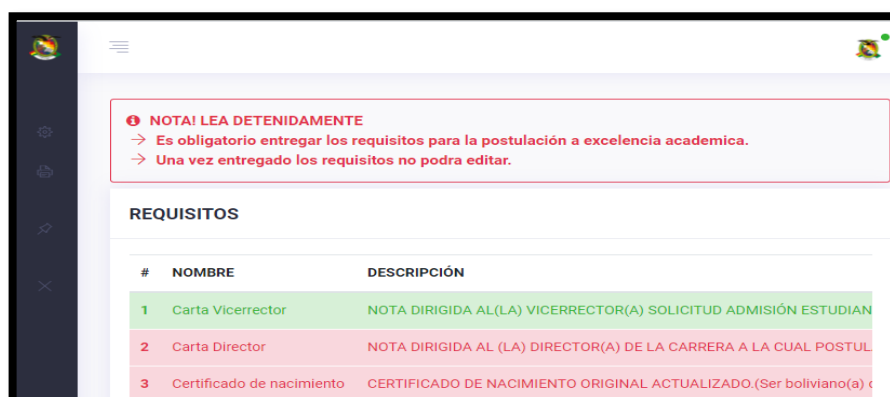 NOTA! LEA DETENIDAMENTE
→ Es obligatorio entregar los requisitos para la postulación a excelencia academica.
→ Una vez entregado los requisitos no podra editar.
REQUISITOS
# NOMBRE DESCRIPCIÓN
1 Carta Vicerrector NOTA DIRIGIDA AL(LA) VICERRECTOR(A) SOLICITUD ADMISIÓN ESTUDIAN
2 Carta Director NOTA DIRIGIDA AL (LA) DIRECTOR(A) DE LA CARRERA A LA CUAL POSTUL
3 Certificado de nacimiento CERTIFICADO DE NACIMIENTO ORIGINAL ACTUALIZADO.(Ser boliviano(a)